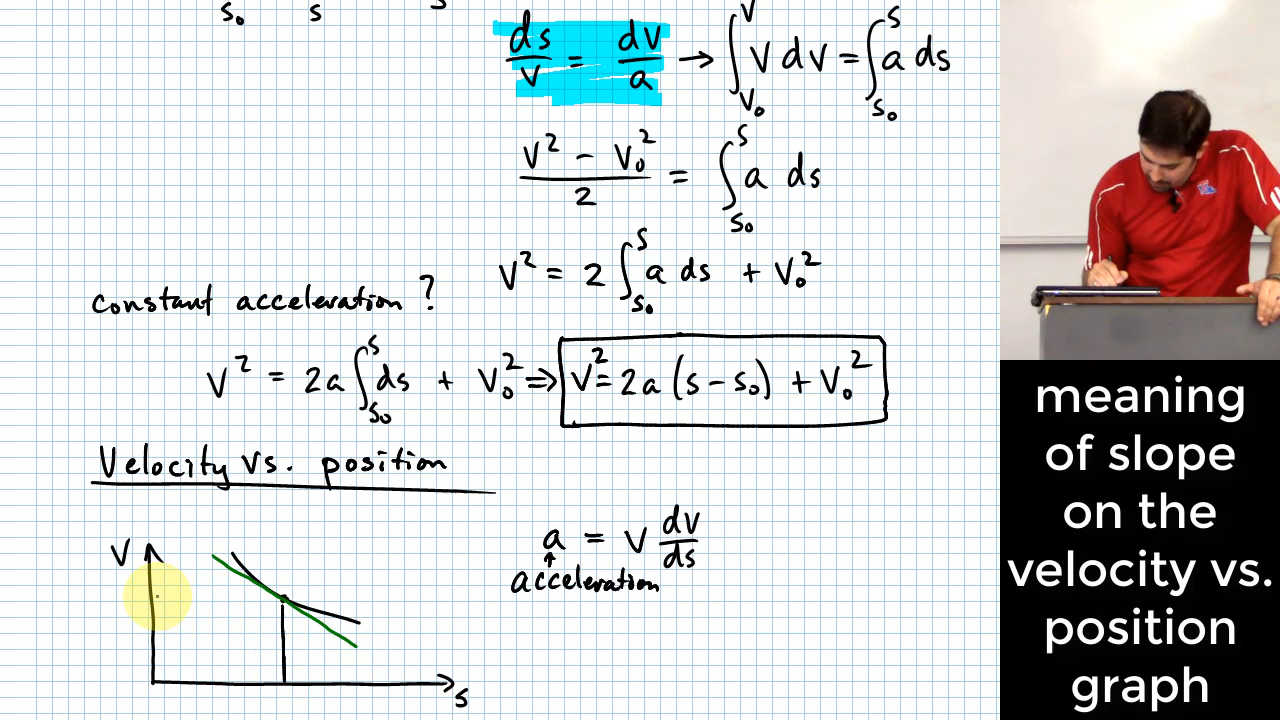 s₀ s s
ds/v = dv/a → ∫_{v₀}^{v} v dv = ∫_{s₀}^{s} a ds
(v² - v₀²)/2 = ∫_{s₀}^{s} a ds
v² = 2 ∫_{s₀}^{s} a ds + v₀²
constant acceleration ?
v² = 2a ∫_{s₀}^{s} ds + v₀² ⇒ v² = 2a (s - s₀) + v₀²
Velocity vs. position
a = v dv/ds
↑
acceleration
v
s
meaning
of slope
on the
velocity vs.
position
graph